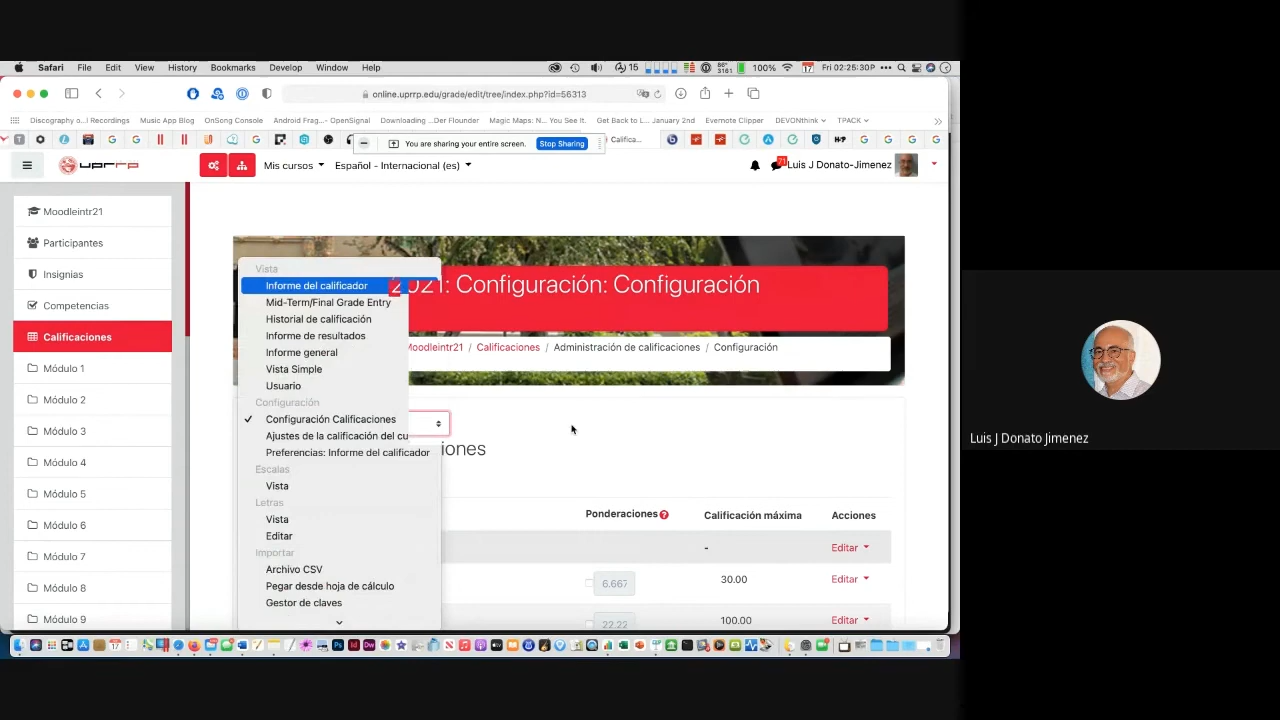 Safari File Edit View History Bookmarks Develop Window Help 15 86° 3161 100% 17 Fri 02:25:30P
online.uprrp.edu/grade/edit/tree/index.php?id=56313
Discography o...l Recordings Music App Blog OnSong Console Android Frag... - OpenSignal Downloading ...Der Flounder Magic Maps: N... You See It. Get Back to L... January 2nd Evernote Clipper DEVONthink TPACK
You are sharing your entire screen. Stop Sharing
Califica...
uprrp Mis cursos Español - Internacional (es) Luis J Donato-Jimenez
Moodleintr21
Participantes
Insignias
Competencias
Calificaciones
Módulo 1
Módulo 2
Módulo 3
Módulo 4
Módulo 5
Módulo 6
Módulo 7
Módulo 8
Módulo 9
Vista
Informe del calificador
Mid-Term/Final Grade Entry
Historial de calificación
Informe de resultados
Informe general
Vista Simple
Usuario
Configuración
Configuración Calificaciones
Ajustes de la calificación del cu
Preferencias: Informe del calificador
Escalas
Vista
Letras
Vista
Editar
Importar
Archivo CSV
Pegar desde hoja de cálculo
Gestor de claves
2021: Configuración: Configuración
Moodleintr21 / Calificaciones / Administración de calificaciones / Configuración
iones
Ponderaciones Calificación máxima Acciones
- Editar
6.667 30.00 Editar
22.22 100.00 Editar
Luis J Donato Jimenez